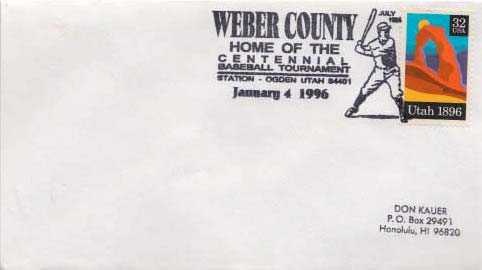 WEBER COUNTY
HOME OF THE
CENTENNIAL
BASEBALL TOURNAMENT
STATION - OGDEN UTAH 84401
January 4 1996
JULY
1996
32
USA
Utah 1896
DON KAUER
P.O. Box 29491
Honolulu, HI 96820